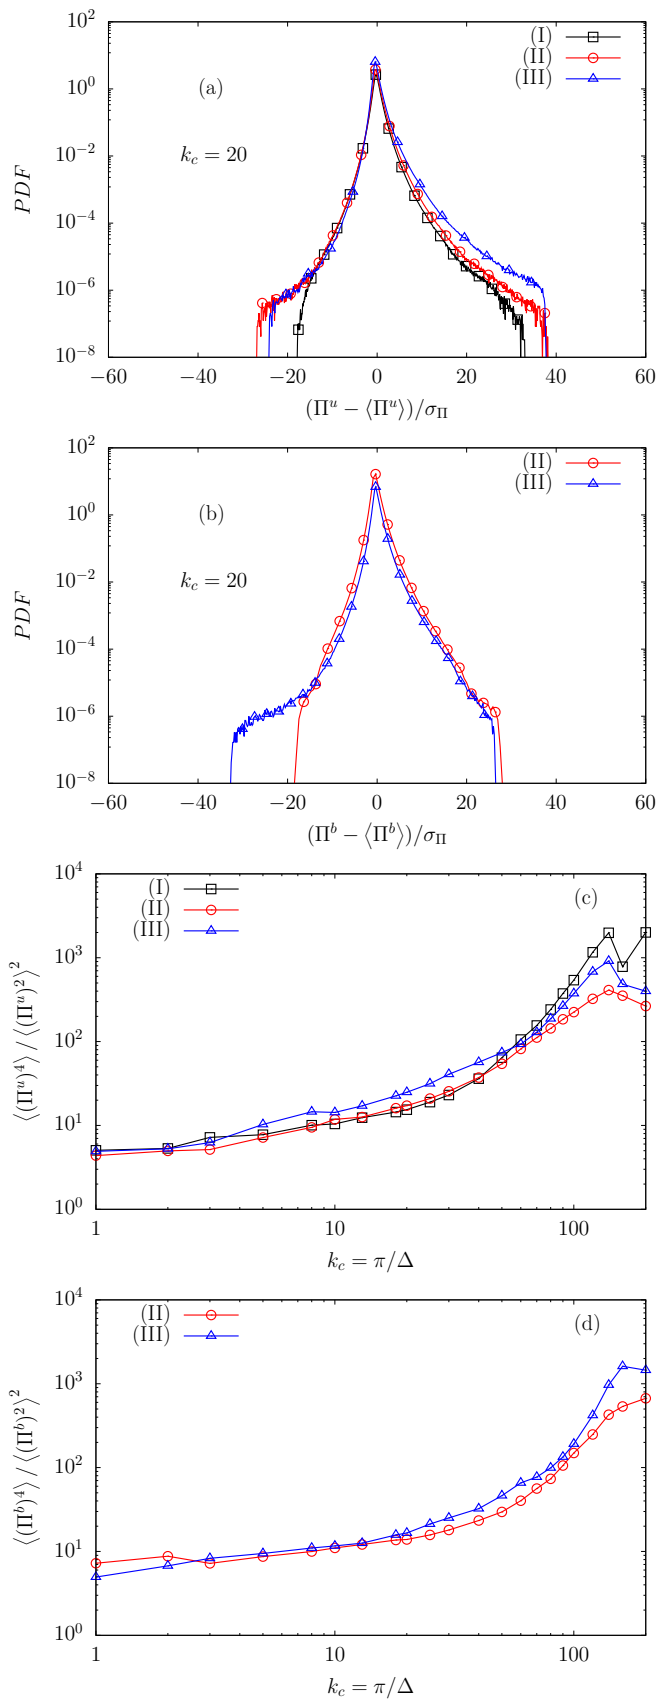 10^2
10^0
10^-2
10^-4
10^-6
10^-8
PDF
(a)
k_c = 20
(I)
(II)
(III)
−60 −40 −20 0 20 40 60
(Π^u − ⟨Π^u⟩)/σ_Π
10^2
10^0
10^-2
10^-4
10^-6
10^-8
PDF
(b)
k_c = 20
(II)
(III)
−60 −40 −20 0 20 40 60
(Π^b − ⟨Π^b⟩)/σ_Π
10^4
10^3
10^2
10^1
10^0
⟨(Π^u)^4⟩ / ⟨(Π^u)^2⟩^2
(I)
(II)
(III)
(c)
1 10 100
k_c = π/Δ
10^4
10^3
10^2
10^1
10^0
⟨(Π^b)^4⟩ / ⟨(Π^b)^2⟩^2
(II)
(III)
(d)
1 10 100
k_c = π/Δ